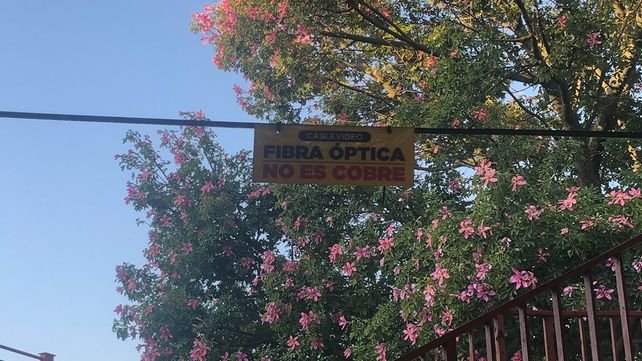 CABLEVIDEO
FIBRA ÓPTICA
NO ES COBRE